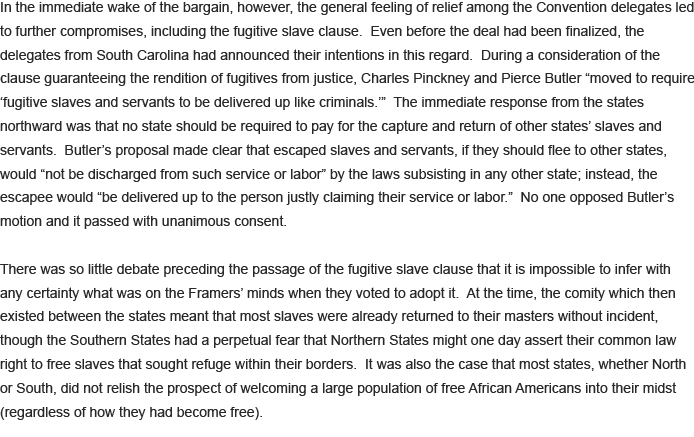 In the immediate wake of the bargain, however, the general feeling of relief among the Convention delegates led
to further compromises, including the fugitive slave clause.  Even before the deal had been finalized, the
delegates from South Carolina had announced their intentions in this regard.  During a consideration of the
clause guaranteeing the rendition of fugitives from justice, Charles Pinckney and Pierce Butler “moved to require
‘fugitive slaves and servants to be delivered up like criminals.’”  The immediate response from the states
northward was that no state should be required to pay for the capture and return of other states’ slaves and
servants.  Butler’s proposal made clear that escaped slaves and servants, if they should flee to other states,
would “not be discharged from such service or labor” by the laws subsisting in any other state; instead, the
escapee would “be delivered up to the person justly claiming their service or labor.”  No one opposed Butler’s
motion and it passed with unanimous consent.

There was so little debate preceding the passage of the fugitive slave clause that it is impossible to infer with
any certainty what was on the Framers’ minds when they voted to adopt it.  At the time, the comity which then
existed between the states meant that most slaves were already returned to their masters without incident,
though the Southern States had a perpetual fear that Northern States might one day assert their common law
right to free slaves that sought refuge within their borders.  It was also the case that most states, whether North
or South, did not relish the prospect of welcoming a large population of free African Americans into their midst
(regardless of how they had become free).